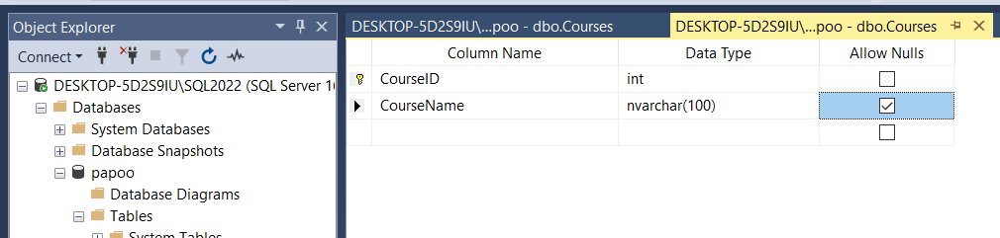 Object Explorer
Connect
DESKTOP-5D2S9IU\SQL2022 (SQL Server 1
Databases
System Databases
Database Snapshots
papoo
Database Diagrams
Tables
System Tables
DESKTOP-5D2S9IU\...poo - dbo.Courses
DESKTOP-5D2S9IU\...poo - dbo.Courses
Column Name Data Type Allow Nulls
CourseID int
CourseName nvarchar(100)